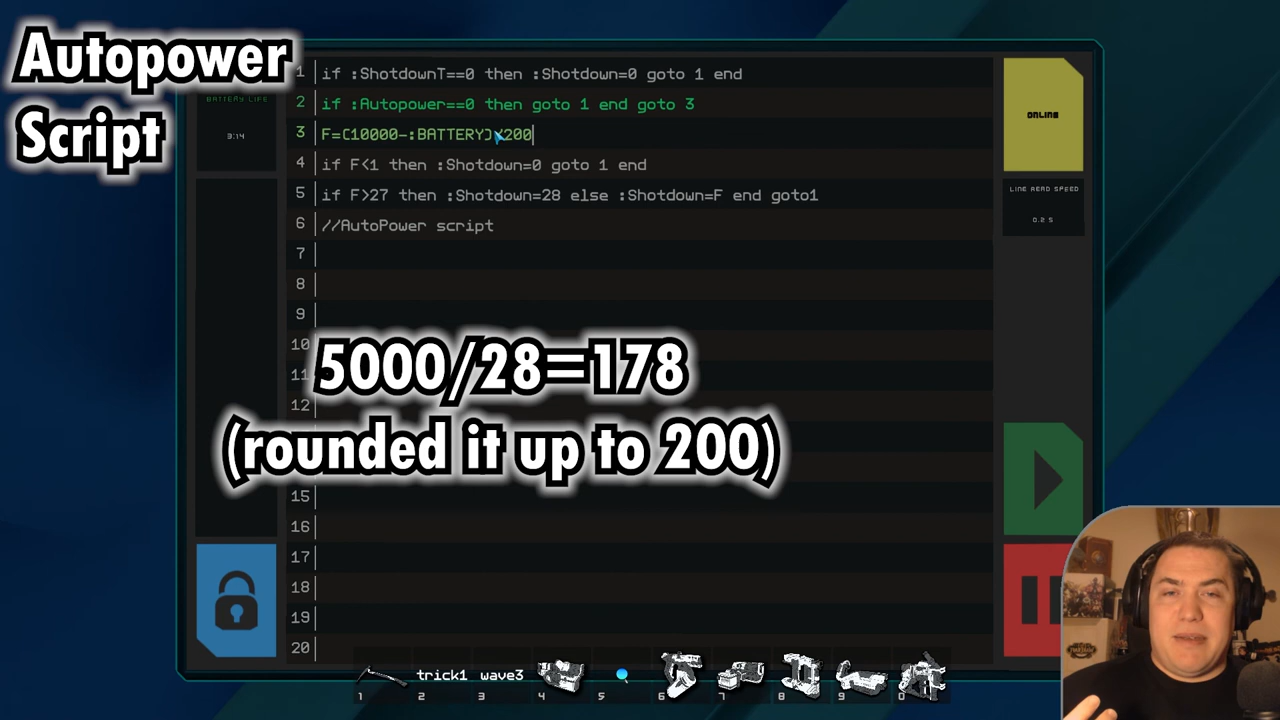 Autopower
Script
BATTERY LIFE
3:14
1 if :ShotdownT==0 then :Shotdown=0 goto 1 end
2 if :Autopower==0 then goto 1 end goto 3
3 F=(10000-:BATTERY)/200
4 if F<1 then :Shotdown=0 goto 1 end
5 if F>27 then :Shotdown=28 else :Shotdown=F end goto1
6 //AutoPower script
7
8
9
10
11
12
15
16
17
18
19
20
5000/28=178
(rounded it up to 200)
ONLINE
LINE READ SPEED
0.2 S
trick1 wave3
1 2 3 4 5 6 7 8 9 0